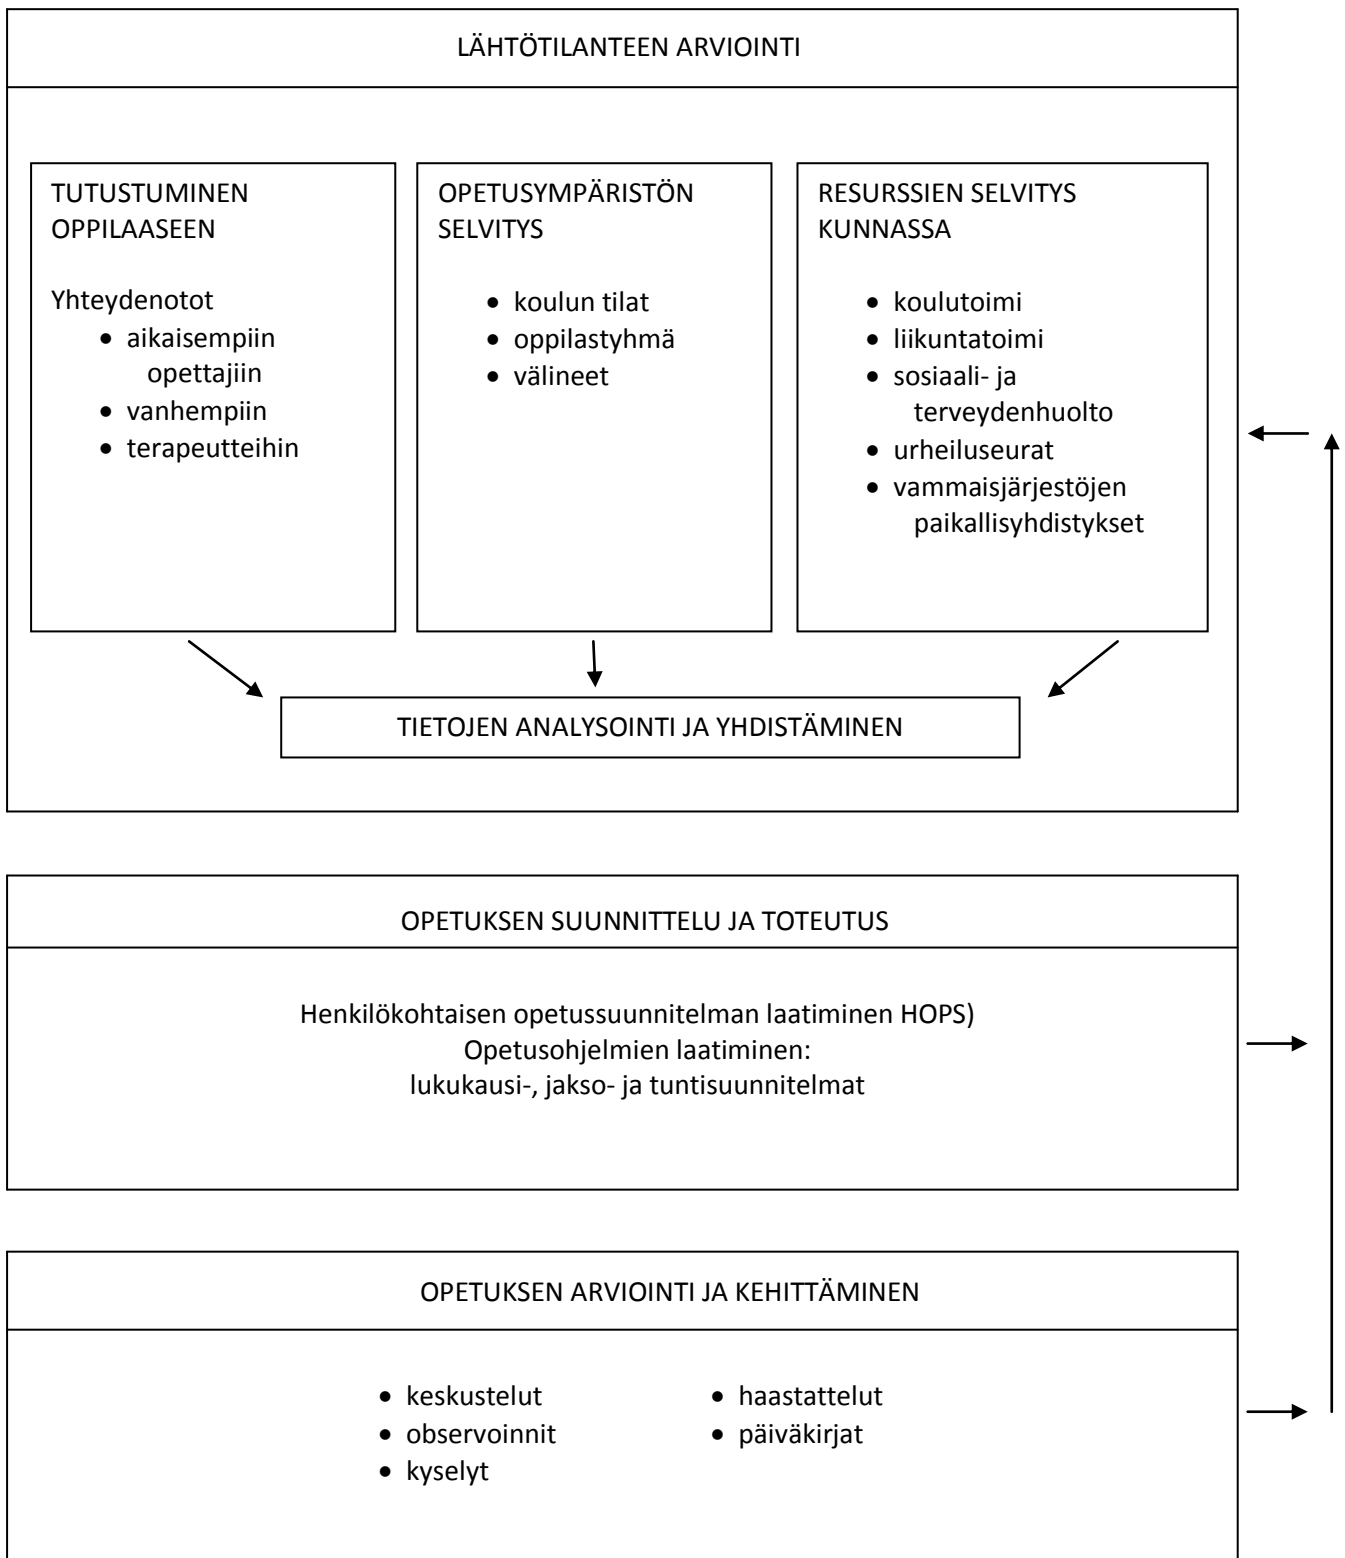 LÄHTÖTILANTEEN ARVIOINTI
TUTUSTUMINEN
OPPILAASEEN
Yhteydenotot
• aikaisempiin
opettajiin
• vanhempiin
• terapeutteihin
OPETUSYMPÄRISTÖN
SELVITYS
• koulun tilat
• oppilastyhmä
• välineet
RESURSSIEN SELVITYS
KUNNASSA
• koulutoimi
• liikuntatoimi
• sosiaali- ja
terveydenhuolto
• urheiluseurat
• vammaisjärjestöjen
paikallisyhdistykset
TIETOJEN ANALYSOINTI JA YHDISTÄMINEN
OPETUKSEN SUUNNITTELU JA TOTEUTUS
Henkilökohtaisen opetussuunnitelman laatiminen HOPS)
Opetusohjelmien laatiminen:
lukukausi-, jakso- ja tuntisuunnitelmat
OPETUKSEN ARVIOINTI JA KEHITTÄMINEN
• keskustelut
• observoinnit
• kyselyt
• haastattelut
• päiväkirjat